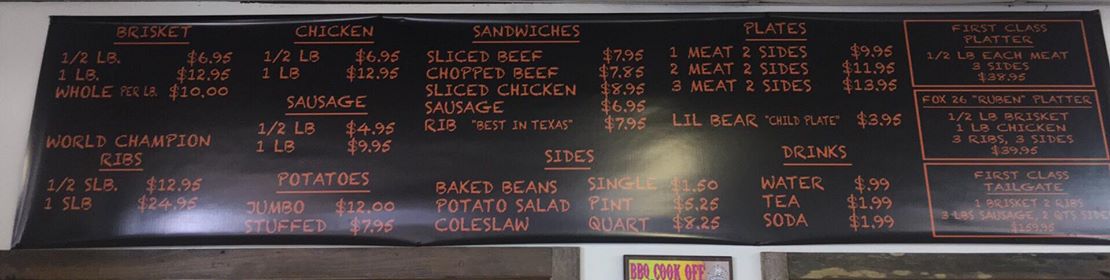 BRISKET
1/2 LB. $6.95
1 LB. $12.95
WHOLE PER LB. $10.00
WORLD CHAMPION
RIBS
1/2 SLB. $12.95
1 SLB $24.95
CHICKEN
1/2 LB $6.95
1 LB $12.95
SAUSAGE
1/2 LB $4.95
1 LB $9.95
POTATOES
JUMBO $12.00
STUFFED $7.95
SANDWICHES
SLICED BEEF $7.95
CHOPPED BEEF $7.85
SLICED CHICKEN $8.95
SAUSAGE $6.95
RIB "BEST IN TEXAS" $7.95
SIDES
BAKED BEANS SINGLE $1.50
POTATO SALAD PINT $5.25
COLESLAW QUART $8.25
PLATES
1 MEAT 2 SIDES $9.95
2 MEAT 2 SIDES $11.95
3 MEAT 2 SIDES $13.95
LIL BEAR "CHILD PLATE" $3.95
DRINKS
WATER $.99
TEA $1.99
SODA $1.99
FIRST CLASS
PLATTER
1/2 LB EACH MEAT
3 SIDES
$38.95
FOX 26 "RUBEN" PLATTER
1/2 LB BRISKET
1 LB CHICKEN
3 RIBS, 3 SIDES
$39.95
FIRST CLASS
TAILGATE
1 BRISKET 2 RIBS
3 LBS SAUSAGE, 2 QTS SIDE
$159.95
BBQ COOK OFF